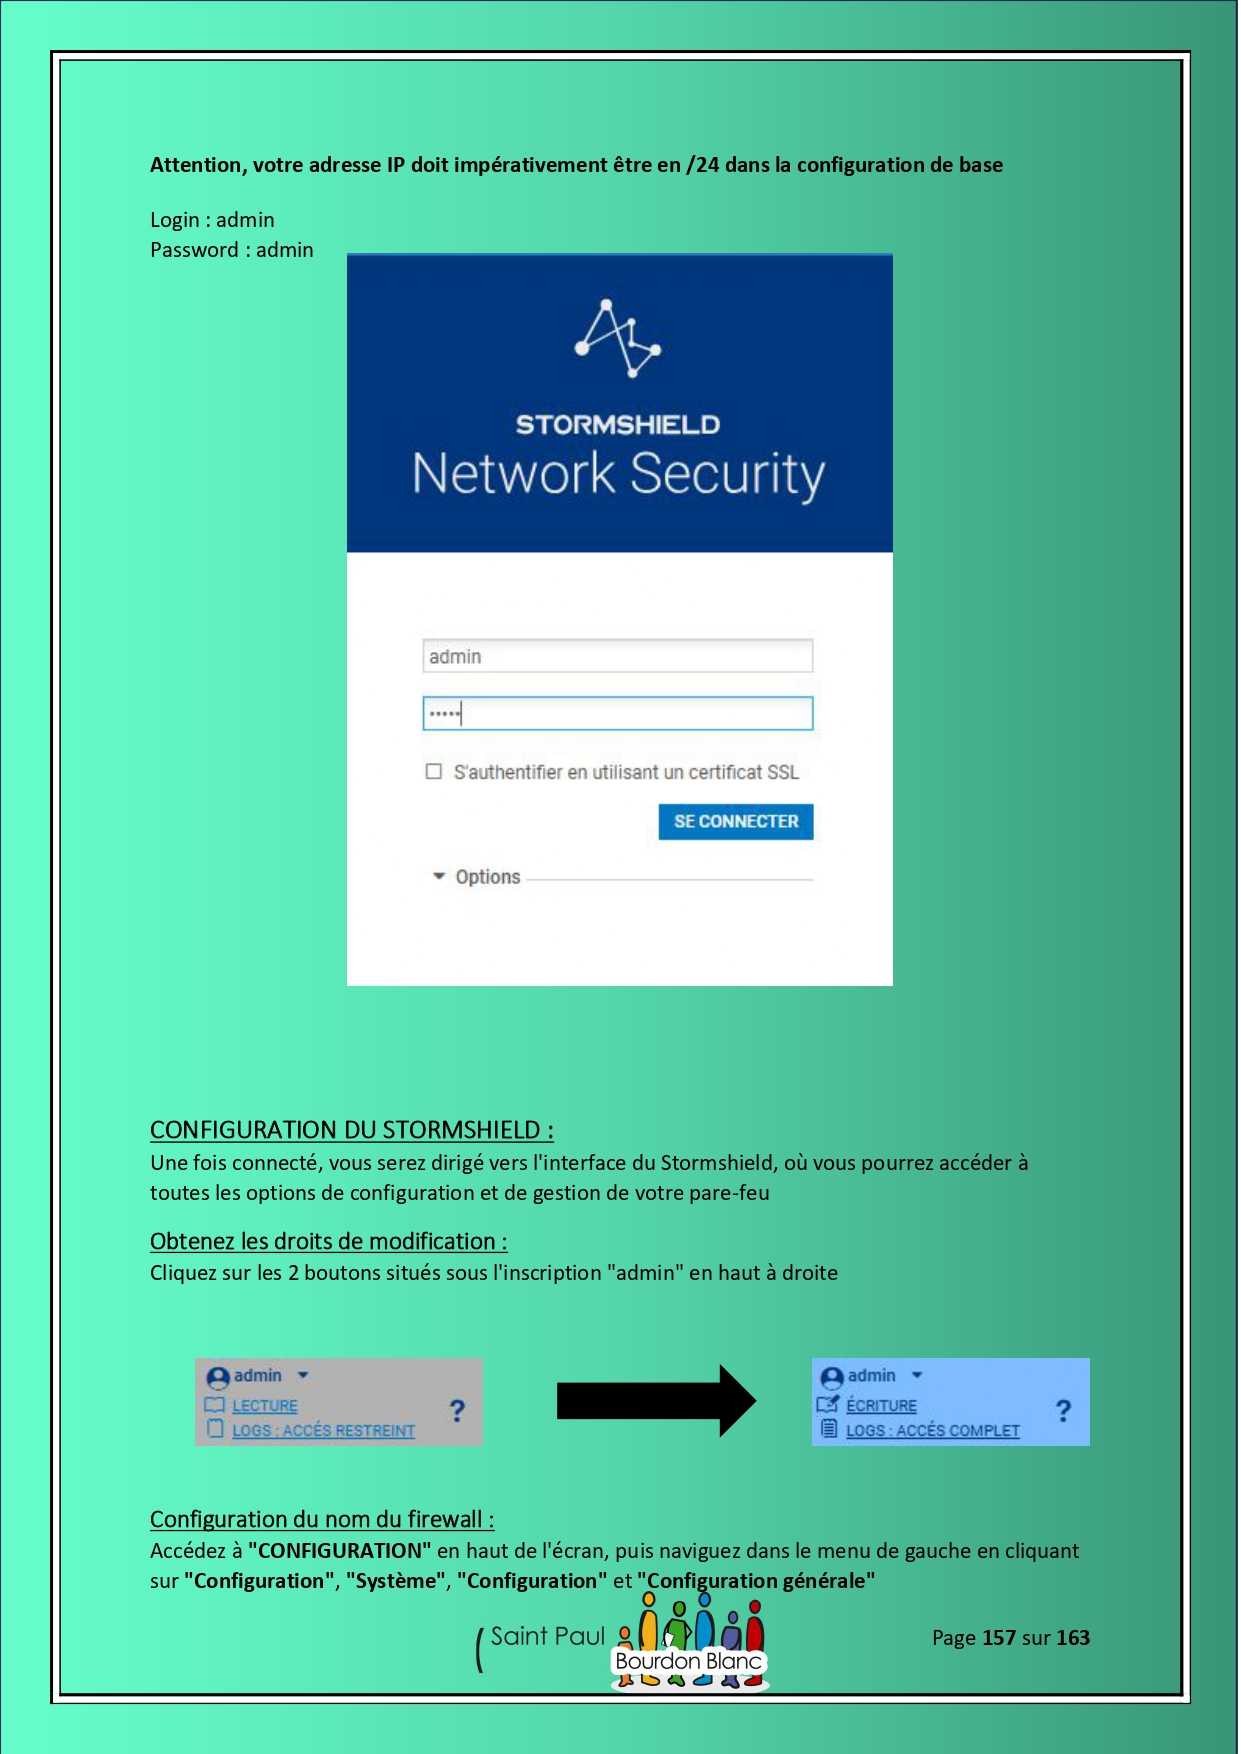 Attention, votre adresse IP doit impérativement être en /24 dans la configuration de base
Login : admin
Password : admin
STORMSHIELD
Network Security
admin
•••••
S'authentifier en utilisant un certificat SSL
SE CONNECTER
Options
CONFIGURATION DU STORMSHIELD :
Une fois connecté, vous serez dirigé vers l'interface du Stormshield, où vous pourrez accéder à
toutes les options de configuration et de gestion de votre pare-feu
Obtenez les droits de modification :
Cliquez sur les 2 boutons situés sous l'inscription "admin" en haut à droite
admin
LECTURE
LOGS : ACCÉS RESTREINT
?
admin
ÉCRITURE
LOGS : ACCÉS COMPLET
?
Configuration du nom du firewall :
Accédez à "CONFIGURATION" en haut de l'écran, puis naviguez dans le menu de gauche en cliquant
sur "Configuration", "Système", "Configuration" et "Configuration générale"
Saint Paul
Bourdon Blanc
Page 157 sur 163